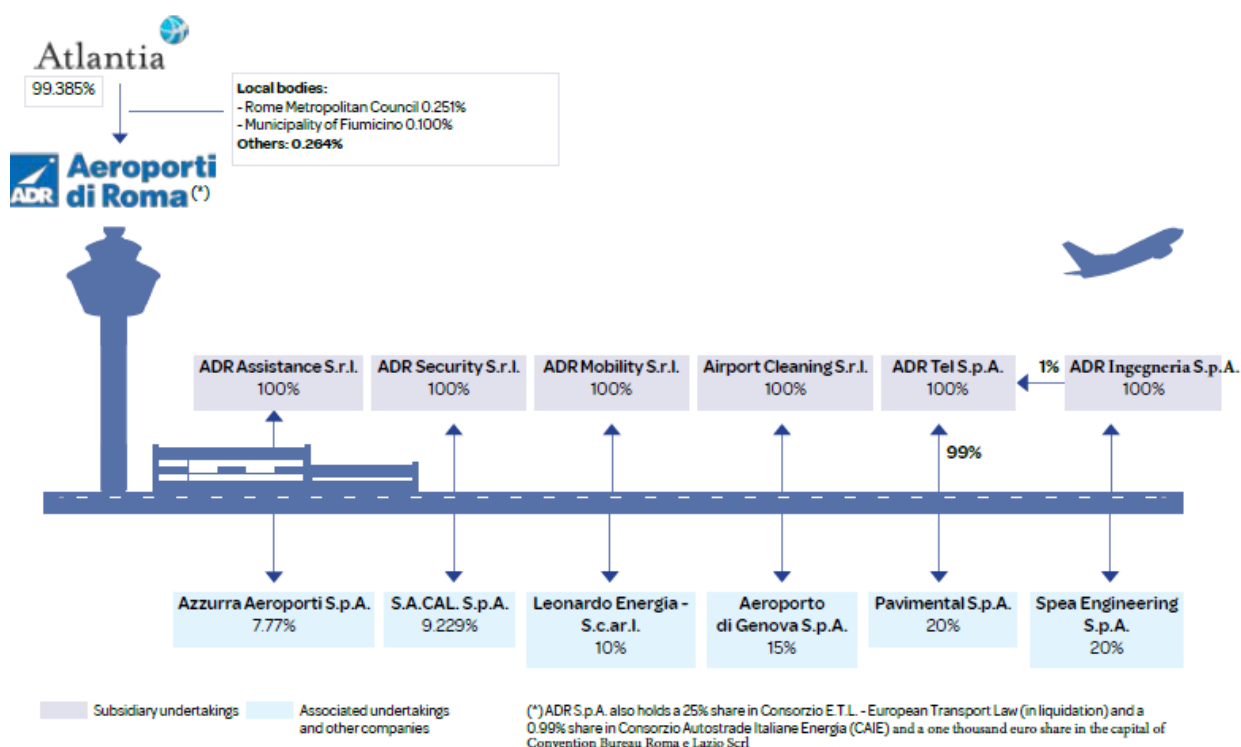 Atlantia
99.385%
Local bodies:
- Rome Metropolitan Council 0.251%
- Municipality of Fiumicino 0.100%
Others: 0.264%
ADR Aeroporti
di Roma (*)
ADR Assistance S.r.l.
100%
ADR Security S.r.l.
100%
ADR Mobility S.r.l.
100%
Airport Cleaning S.r.l.
100%
ADR Tel S.p.A.
100%
1%
ADR Ingegneria S.p.A.
100%
99%
Azzurra Aeroporti S.p.A.
7.77%
S.A.CAL. S.p.A.
9.229%
Leonardo Energia -
S.c.ar.l.
10%
Aeroporto
di Genova S.p.A.
15%
Pavimental S.p.A.
20%
Spea Engineering
S.p.A.
20%
Subsidiary undertakings
Associated undertakings
and other companies
(*) ADR S.p.A. also holds a 25% share in Consorzio E.T.L. - European Transport Law (in liquidation) and a
0.99% share in Consorzio Autostrade Italiane Energia (CAIE) and a one thousand euro share in the capital of
Convention Bureau Roma e Lazio Scrl